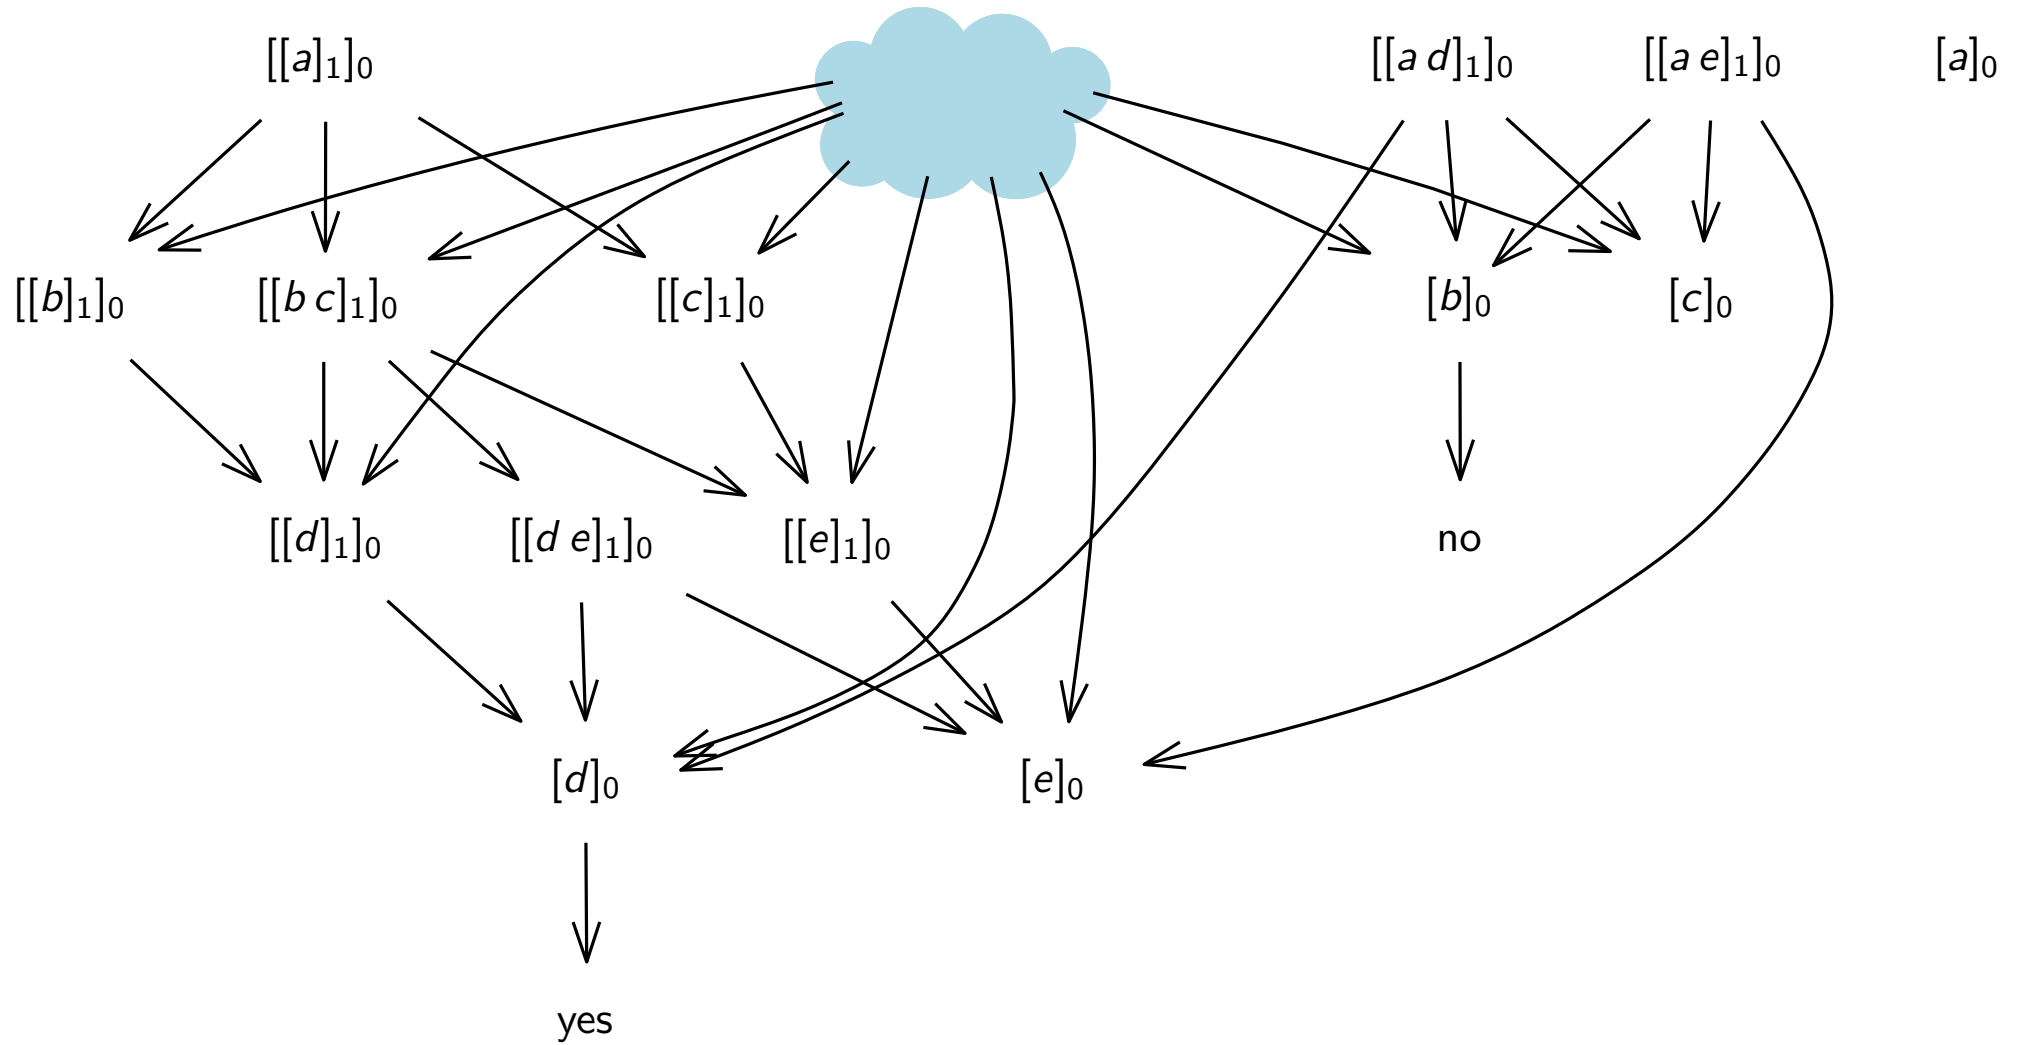 [[a]₁]₀ [[a d]₁]₀ [[a e]₁]₀ [a]₀
[[b]₁]₀ [[b c]₁]₀ [[c]₁]₀ [b]₀ [c]₀
[[d]₁]₀ [[d e]₁]₀ [[e]₁]₀ no
[d]₀ [e]₀
yes